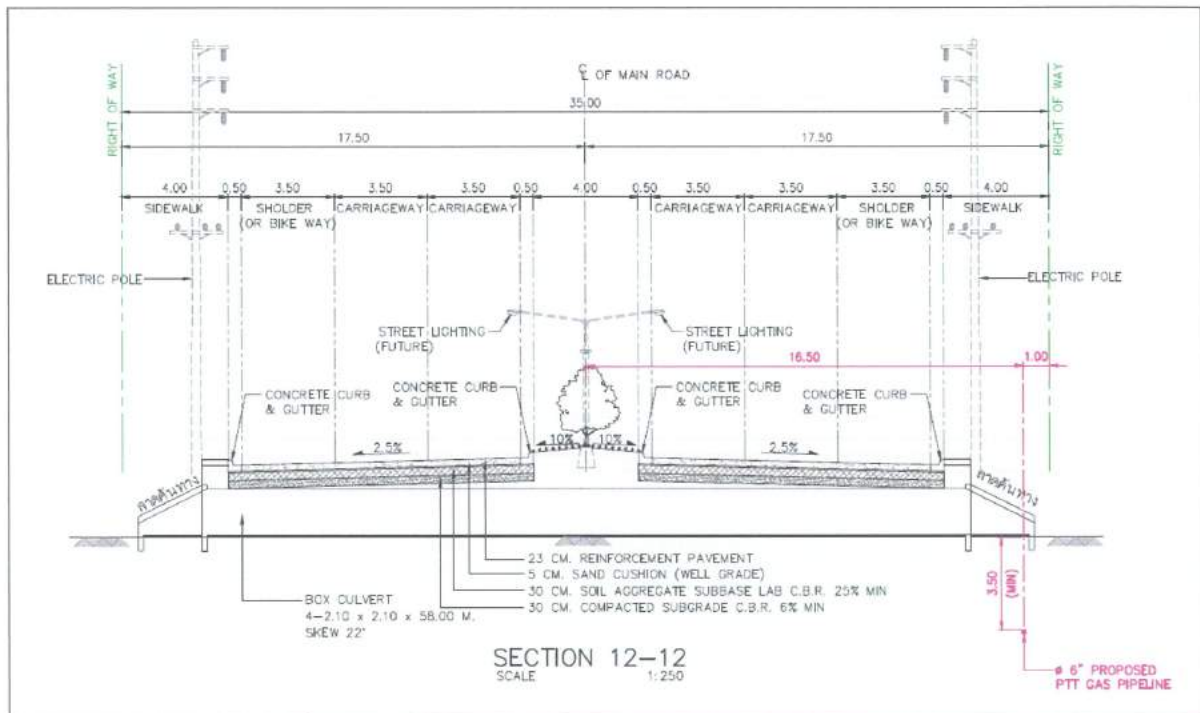 ℄ OF MAIN ROAD
35.00
17.50
17.50
RIGHT OF WAY
RIGHT OF WAY
4.00
0.50
3.50
3.50
3.50
0.50
4.00
0.50
3.50
3.50
3.50
0.50
4.00
SIDEWALK
SHOLDER
(OR BIKE WAY)
CARRIAGEWAY
CARRIAGEWAY
CARRIAGEWAY
CARRIAGEWAY
SHOLDER
(OR BIKE WAY)
SIDEWALK
ELECTRIC POLE
ELECTRIC POLE
STREET LIGHTING
(FUTURE)
STREET LIGHTING
(FUTURE)
16.50
1.00
CONCRETE CURB
& GUTTER
CONCRETE CURB
& GUTTER
CONCRETE CURB
& GUTTER
CONCRETE CURB
& GUTTER
2.5%
10%
10%
2.5%
ลาดคันทาง
ลาดคันทาง
23 CM. REINFORCEMENT PAVEMENT
5 CM. SAND CUSHION (WELL GRADE)
30 CM. SOIL AGGREGATE SUBBASE LAB C.B.R. 25% MIN
30 CM. COMPACTED SUBGRADE C.B.R. 6% MIN
3.50
(MIN)
BOX CULVERT
4-2.10 x 2.10 x 58.00 M.
SKEW 22°
SECTION 12-12
SCALE 1:250
ø 6" PROPOSED
PTT GAS PIPELINE